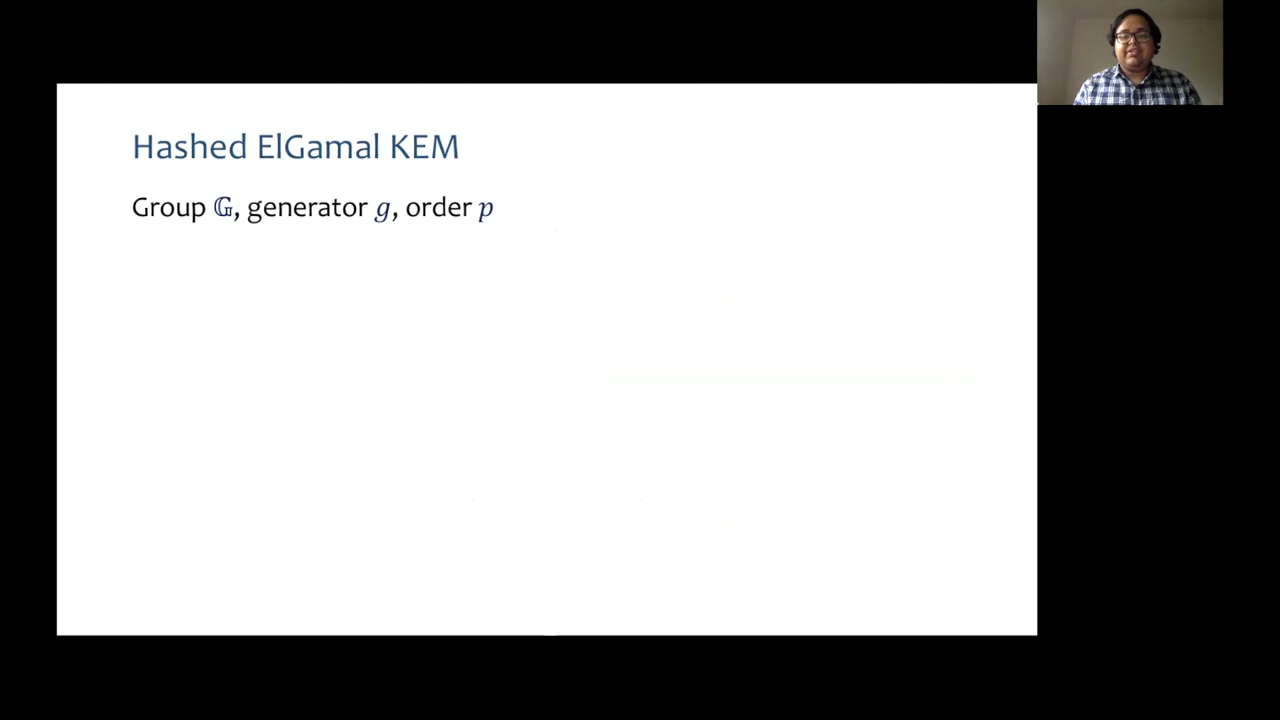 Hashed ElGamal KEM
Group 𝔾, generator g, order p